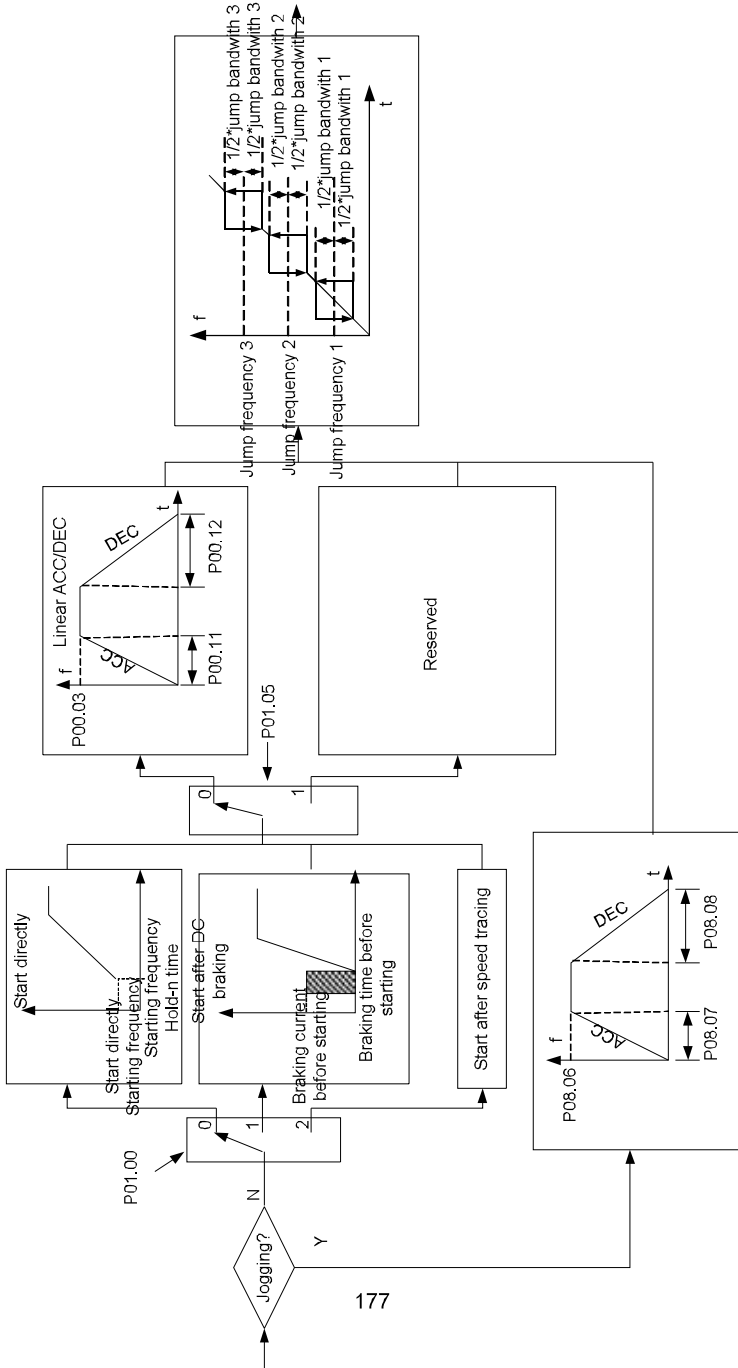 Jogging?
N
Y
P01.00
0
1
2
Start directly
Start directly
Starting frequency
Starting frequency
Hold-n time
Start after DC
braking
Braking current
before starting
Braking time before
starting
Start after speed tracing
P01.05
0
1
Linear ACC/DEC
f
P00.03
ACC
DEC
t
P00.11
P00.12
Reserved
f
P08.06
ACC
DEC
t
P08.07
P08.08
f
Jump frequency 3
Jump frequency 2
Jump frequency 1
1/2*jump bandwith 3
1/2*jump bandwith 3
1/2*jump bandwith 2
1/2*jump bandwith 2
1/2*jump bandwith 1
1/2*jump bandwith 1
t
177